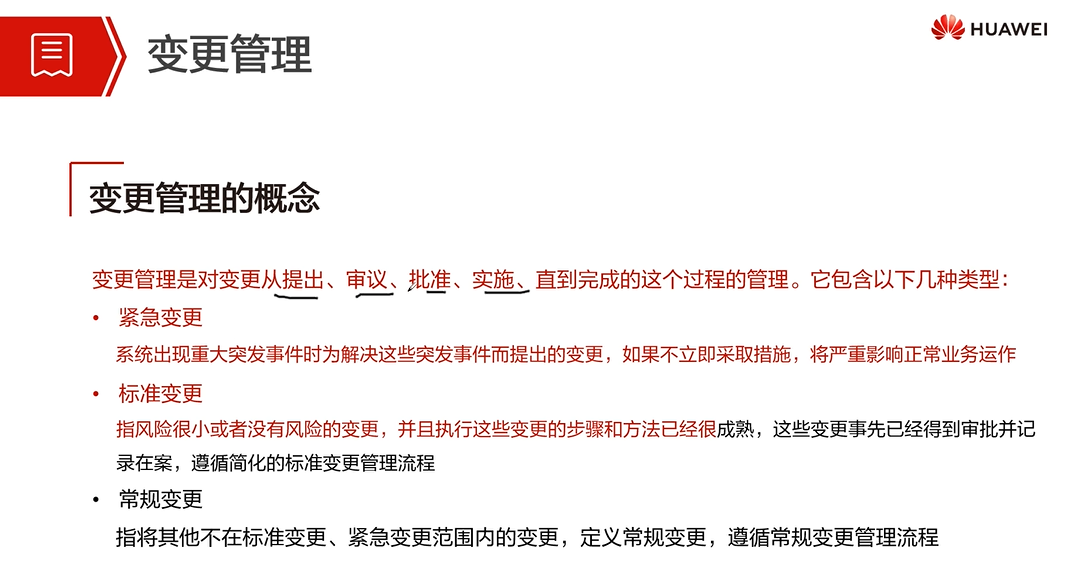 变更管理
HUAWEI
变更管理的概念
变更管理是对变更从提出、审议、批准、实施、直到完成的这个过程的管理。它包含以下几种类型：
• 紧急变更
系统出现重大突发事件时为解决这些突发事件而提出的变更，如果不立即采取措施，将严重影响正常业务运作
• 标准变更
指风险很小或者没有风险的变更，并且执行这些变更的步骤和方法已经很成熟，这些变更事先已经得到审批并记
录在案，遵循简化的标准变更管理流程
• 常规变更
指将其他不在标准变更、紧急变更范围内的变更，定义常规变更，遵循常规变更管理流程